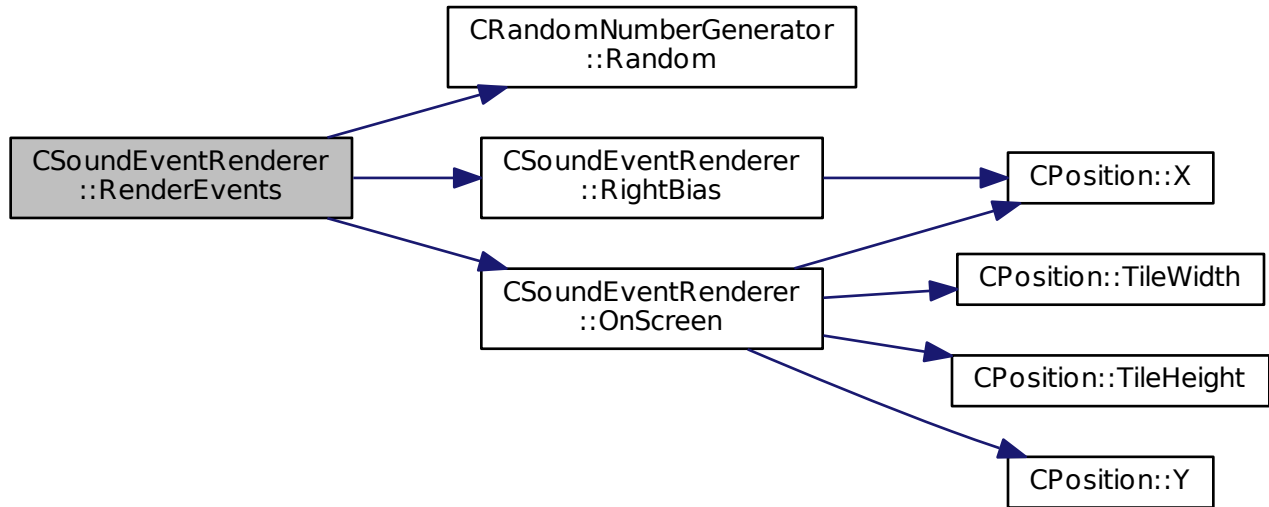 CRandomNumberGenerator
::Random
CSoundEventRenderer
::RenderEvents
CSoundEventRenderer
::RightBias
CPosition::X
CSoundEventRenderer
::OnScreen
CPosition::TileWidth
CPosition::TileHeight
CPosition::Y